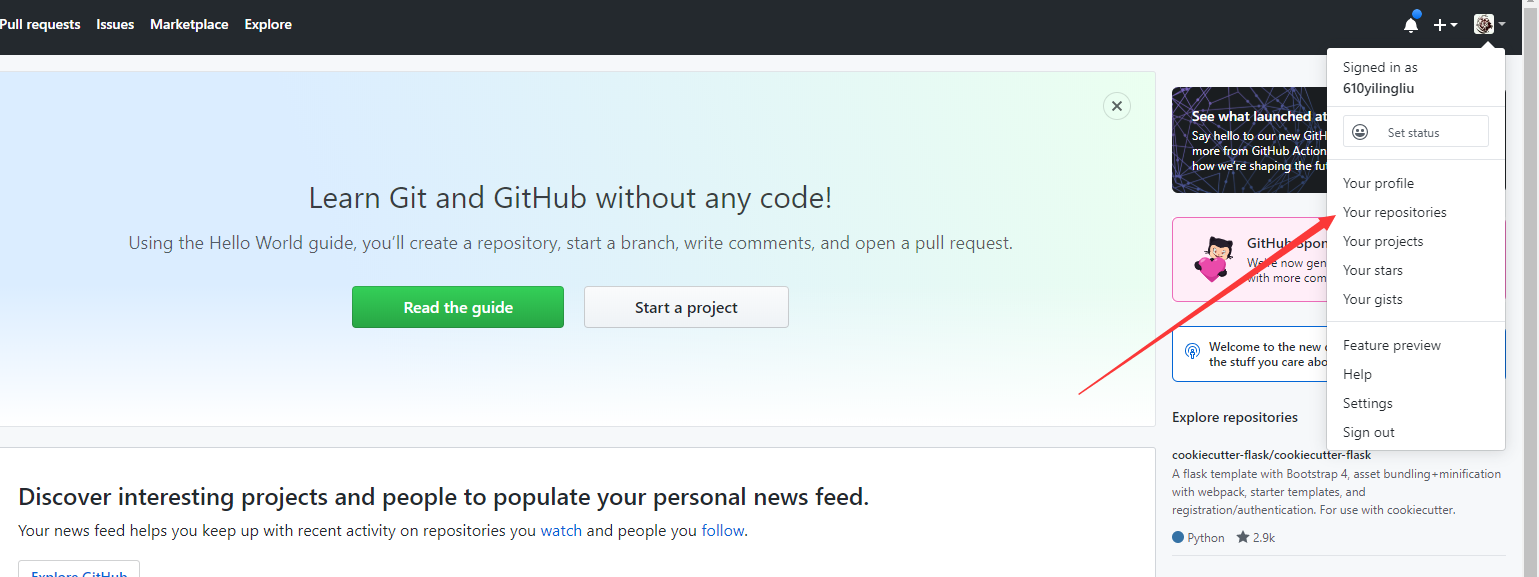 Pull requests Issues Marketplace Explore
Signed in as
610yilingliu
Set status
Your profile
Your repositories
Your projects
Your stars
Your gists
Feature preview
Help
Settings
Sign out
Learn Git and GitHub without any code!
Using the Hello World guide, you’ll create a repository, start a branch, write comments, and open a pull request.
Read the guide Start a project
Discover interesting projects and people to populate your personal news feed.
Your news feed helps you keep up with recent activity on repositories you watch and people you follow.
Explore GitHub
See what launched at
Say hello to our new GitH
more from GitHub Action
how we're shaping the fu
GitHub Spon
We're now gen
with more com
Welcome to the new
the stuff you care abo
Explore repositories
cookiecutter-flask/cookiecutter-flask
A flask template with Bootstrap 4, asset bundling+minification
with webpack, starter templates, and
registration/authentication. For use with cookiecutter.
Python 2.9k